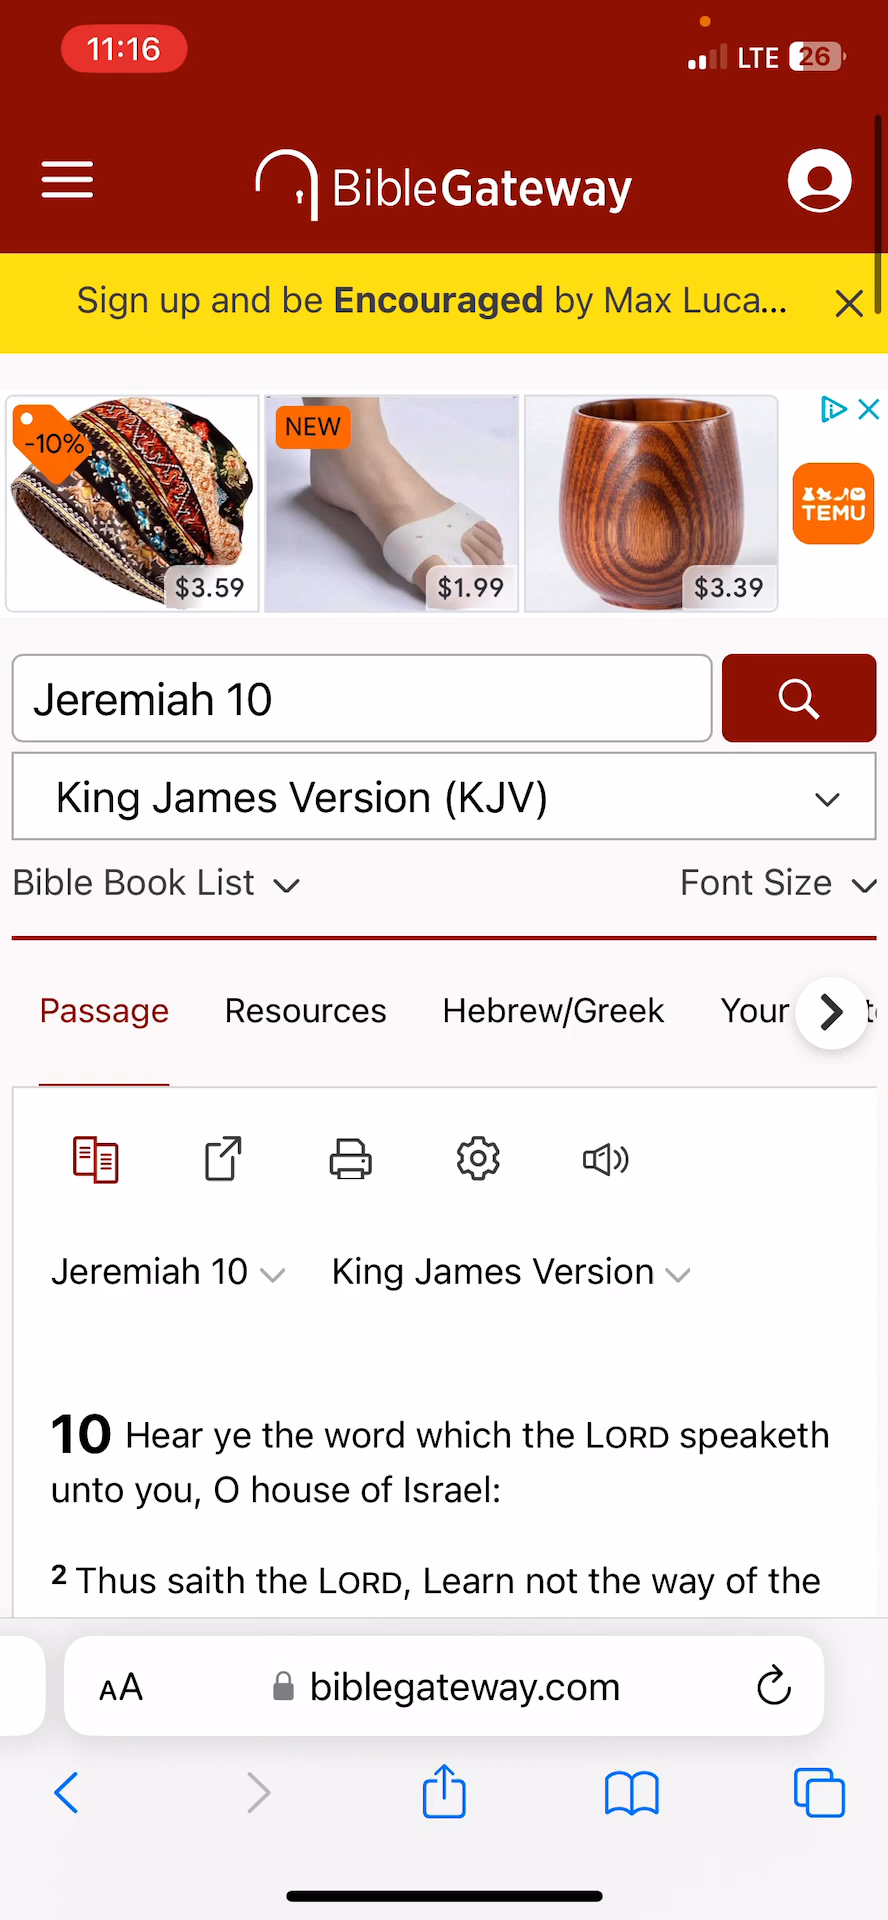 11:16
LTE 26
BibleGateway
Sign up and be Encouraged by Max Luca...
-10%
$3.59
NEW
$1.99
$3.39
TEMU
Jeremiah 10
King James Version (KJV)
Bible Book List
Font Size
Passage Resources Hebrew/Greek Your
Jeremiah 10 King James Version
10 Hear ye the word which the LORD speaketh
unto you, O house of Israel:
2 Thus saith the LORD, Learn not the way of the
AA biblegateway.com